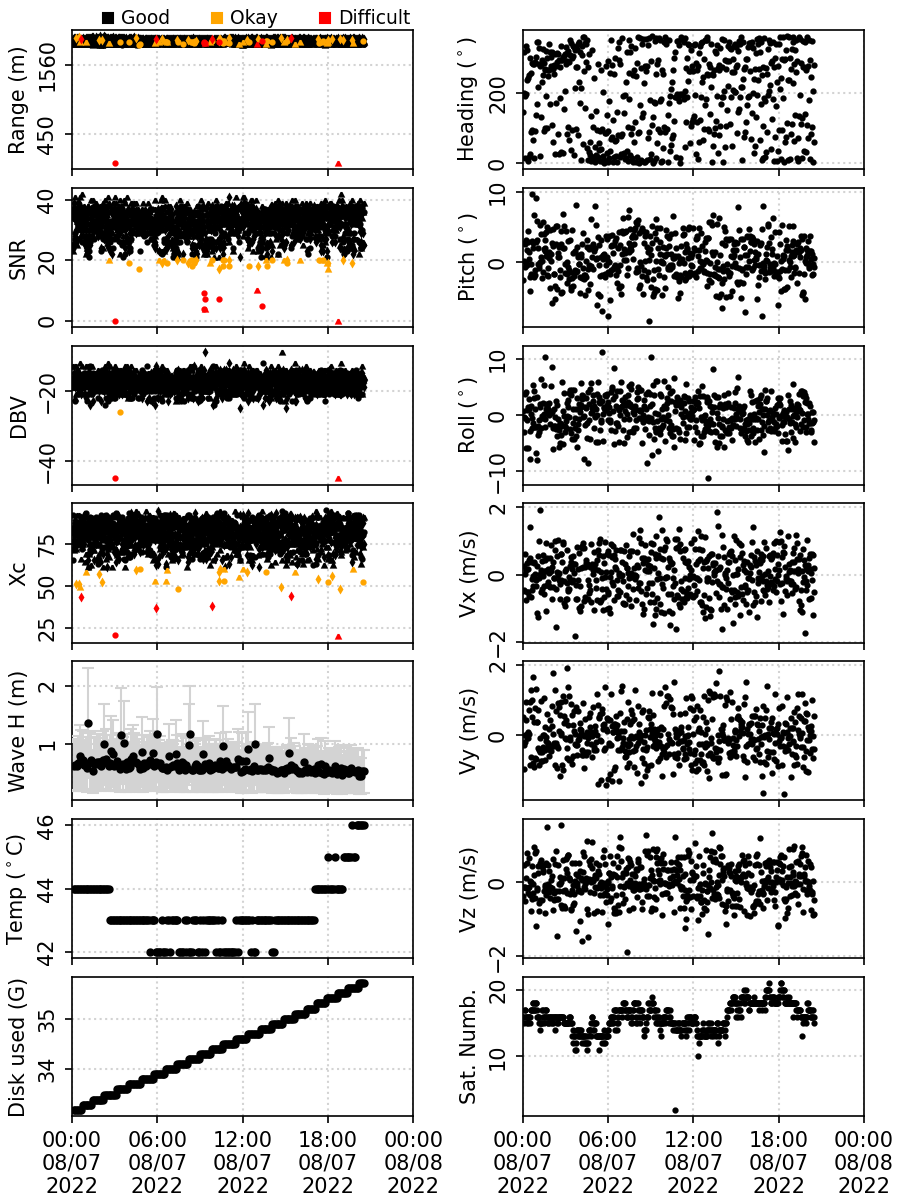 Good Okay Difficult
Range (m)
1560
450
Heading (°)
200
0
SNR
40
20
0
Pitch (°)
10
0
DBV
−20
−40
Roll (°)
10
0
−10
Xc
75
50
25
Vx (m/s)
2
0
−2
Wave H (m)
2
1
Vy (m/s)
2
0
Temp (°C)
46
44
42
Vz (m/s)
0
−2
Disk used (G)
35
34
Sat. Numb.
20
10
00:00 06:00 12:00 18:00 00:00 00:00 06:00 12:00 18:00 00:00
08/07 08/07 08/07 08/07 08/08 08/07 08/07 08/07 08/07 08/08
2022 2022 2022 2022 2022 2022 2022 2022 2022 2022